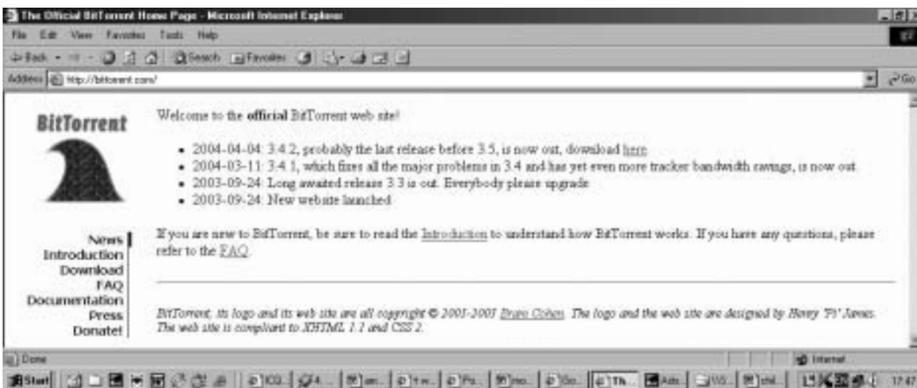 The Official BitTorrent Home Page - Microsoft Internet Explorer
File Edit View Favorites Tools Help
Back Search Favorites
Address http://bittorrent.com/ Go
BitTorrent
Welcome to the official BitTorrent web site!
• 2004-04-04: 3.4.2, probably the last release before 3.5, is now out, download here
• 2004-03-11: 3.4.1, which fixes all the major problems in 3.4 and has yet even more tracker bandwidth savings, is now out
• 2003-09-24: Long awaited release 3.3 is out. Everybody please upgrade
• 2003-09-24: New website launched
News
Introduction
Download
FAQ
Documentation
Press
Donate!
If you are new to BitTorrent, be sure to read the Introduction to understand how BitTorrent works. If you have any questions, please
refer to the FAQ.
BitTorrent, its logo and its web site are all copyright © 2001-2003 Bram Cohen. The logo and the web site are designed by Henry 'Pi' James.
The web site is compliant to XHTML 1.1 and CSS 2.
Done Internet
Start